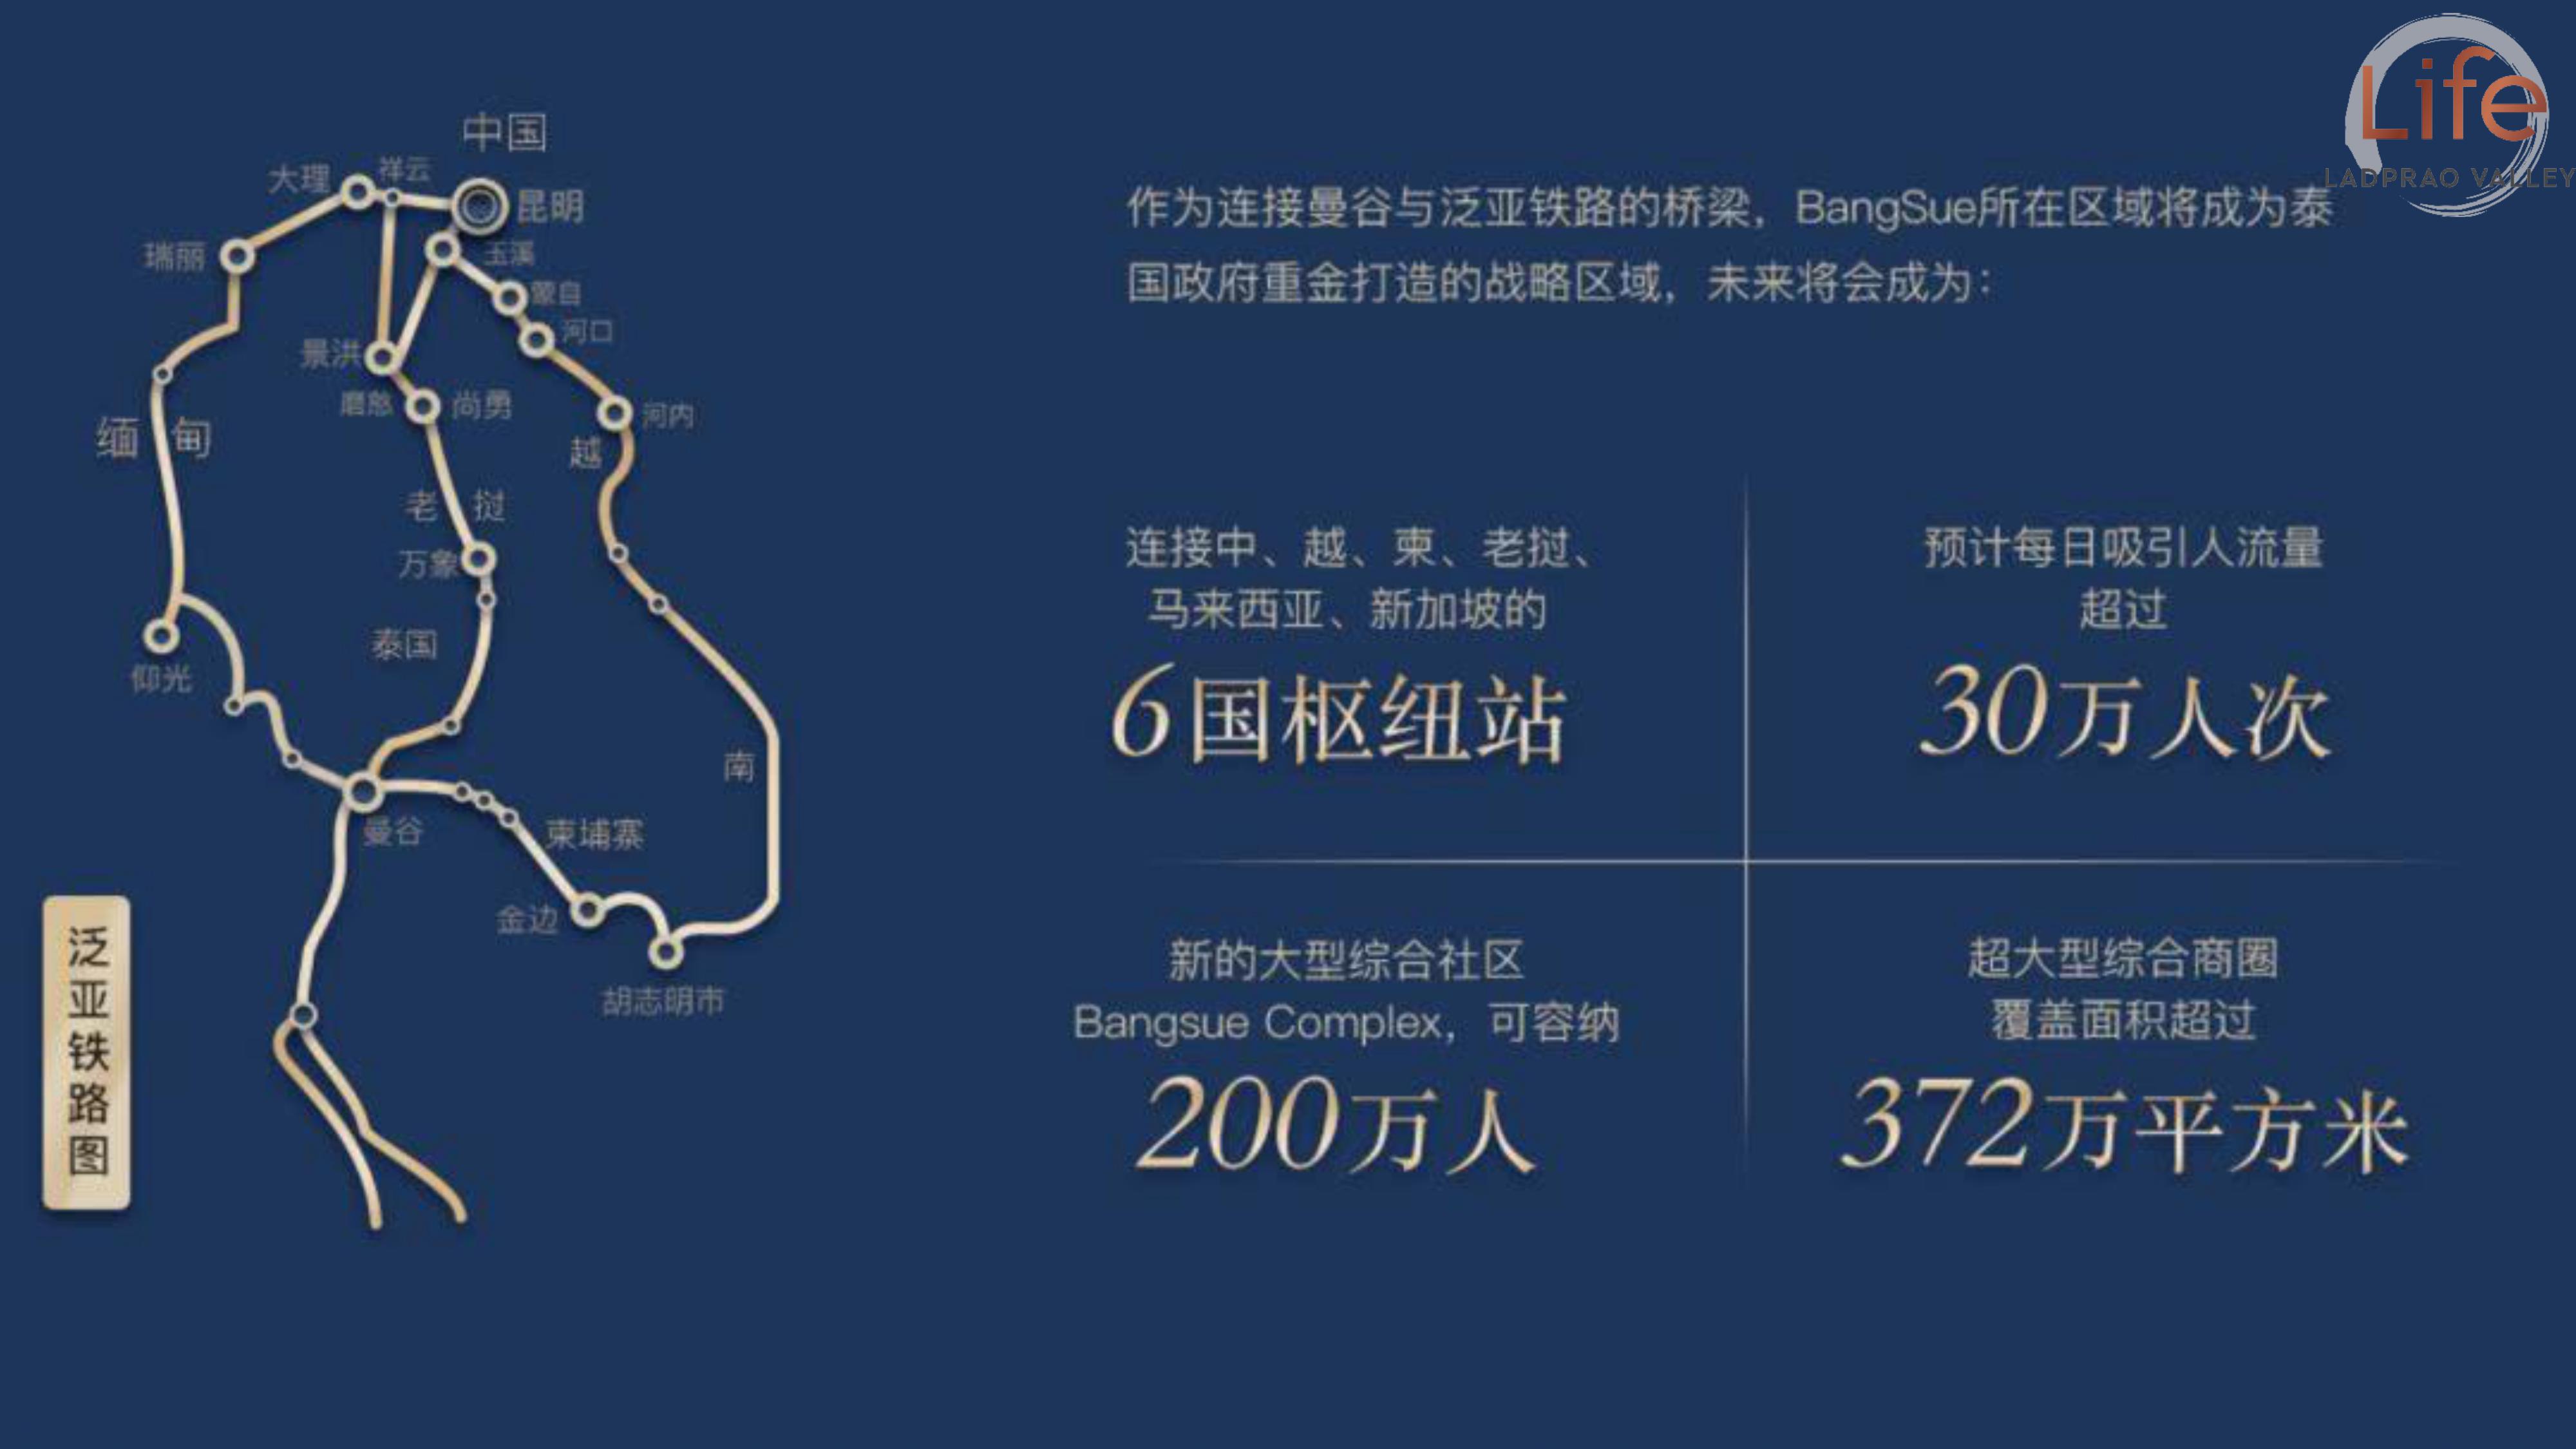 Life
LADPRAO VALLEY
中国
大理
祥云
昆明
瑞丽
玉溪
蒙自
河口
景洪
磨憨
尚勇
河内
缅甸
越
老挝
万象
泰国
仰光
南
曼谷
柬埔寨
金边
胡志明市
泛亚铁路图
作为连接曼谷与泛亚铁路的桥梁，BangSue所在区域将成为泰
国政府重金打造的战略区域，未来将会成为：
连接中、越、柬、老挝、
马来西亚、新加坡的
6国枢纽站
预计每日吸引人流量
超过
30万人次
新的大型综合社区
Bangsue Complex，可容纳
200万人
超大型综合商圈
覆盖面积超过
372万平方米